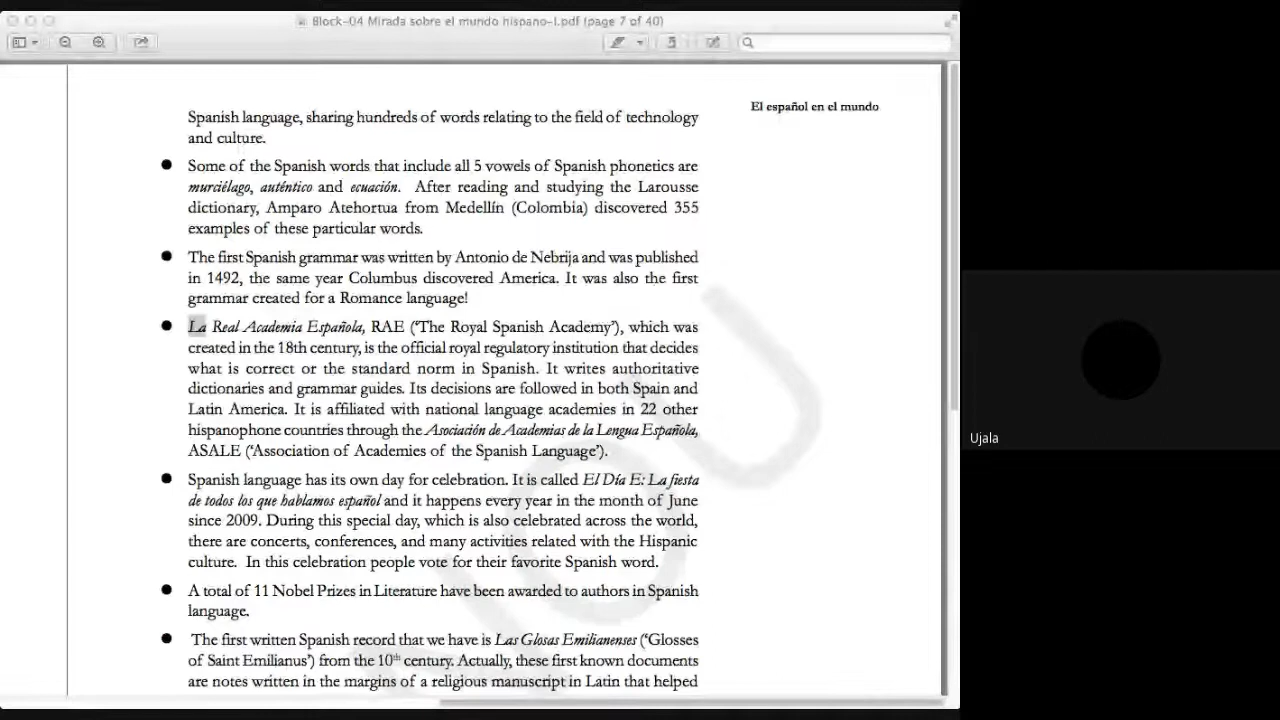 Block-04 Mirada sobre el mundo hispano-I.pdf (page 7 of 40)
El español en el mundo
Spanish language, sharing hundreds of words relating to the field of technology
and culture.
● Some of the Spanish words that include all 5 vowels of Spanish phonetics are
murciélago, auténtico and ecuación. After reading and studying the Larousse
dictionary, Amparo Atehortua from Medellín (Colombia) discovered 355
examples of these particular words.
● The first Spanish grammar was written by Antonio de Nebrija and was published
in 1492, the same year Columbus discovered America. It was also the first
grammar created for a Romance language!
● La Real Academia Española, RAE ('The Royal Spanish Academy'), which was
created in the 18th century, is the official royal regulatory institution that decides
what is correct or the standard norm in Spanish. It writes authoritative
dictionaries and grammar guides. Its decisions are followed in both Spain and
Latin America. It is affiliated with national language academies in 22 other
hispanophone countries through the Asociación de Academias de la Lengua Española,
ASALE ('Association of Academies of the Spanish Language').
● Spanish language has its own day for celebration. It is called El Día E: La fiesta
de todos los que hablamos español and it happens every year in the month of June
since 2009. During this special day, which is also celebrated across the world,
there are concerts, conferences, and many activities related with the Hispanic
culture. In this celebration people vote for their favorite Spanish word.
● A total of 11 Nobel Prizes in Literature have been awarded to authors in Spanish
language.
● The first written Spanish record that we have is Las Glosas Emilianenses ('Glosses
of Saint Emilianus') from the 10th century. Actually, these first known documents
are notes written in the margins of a religious manuscript in Latin that helped
Ujala